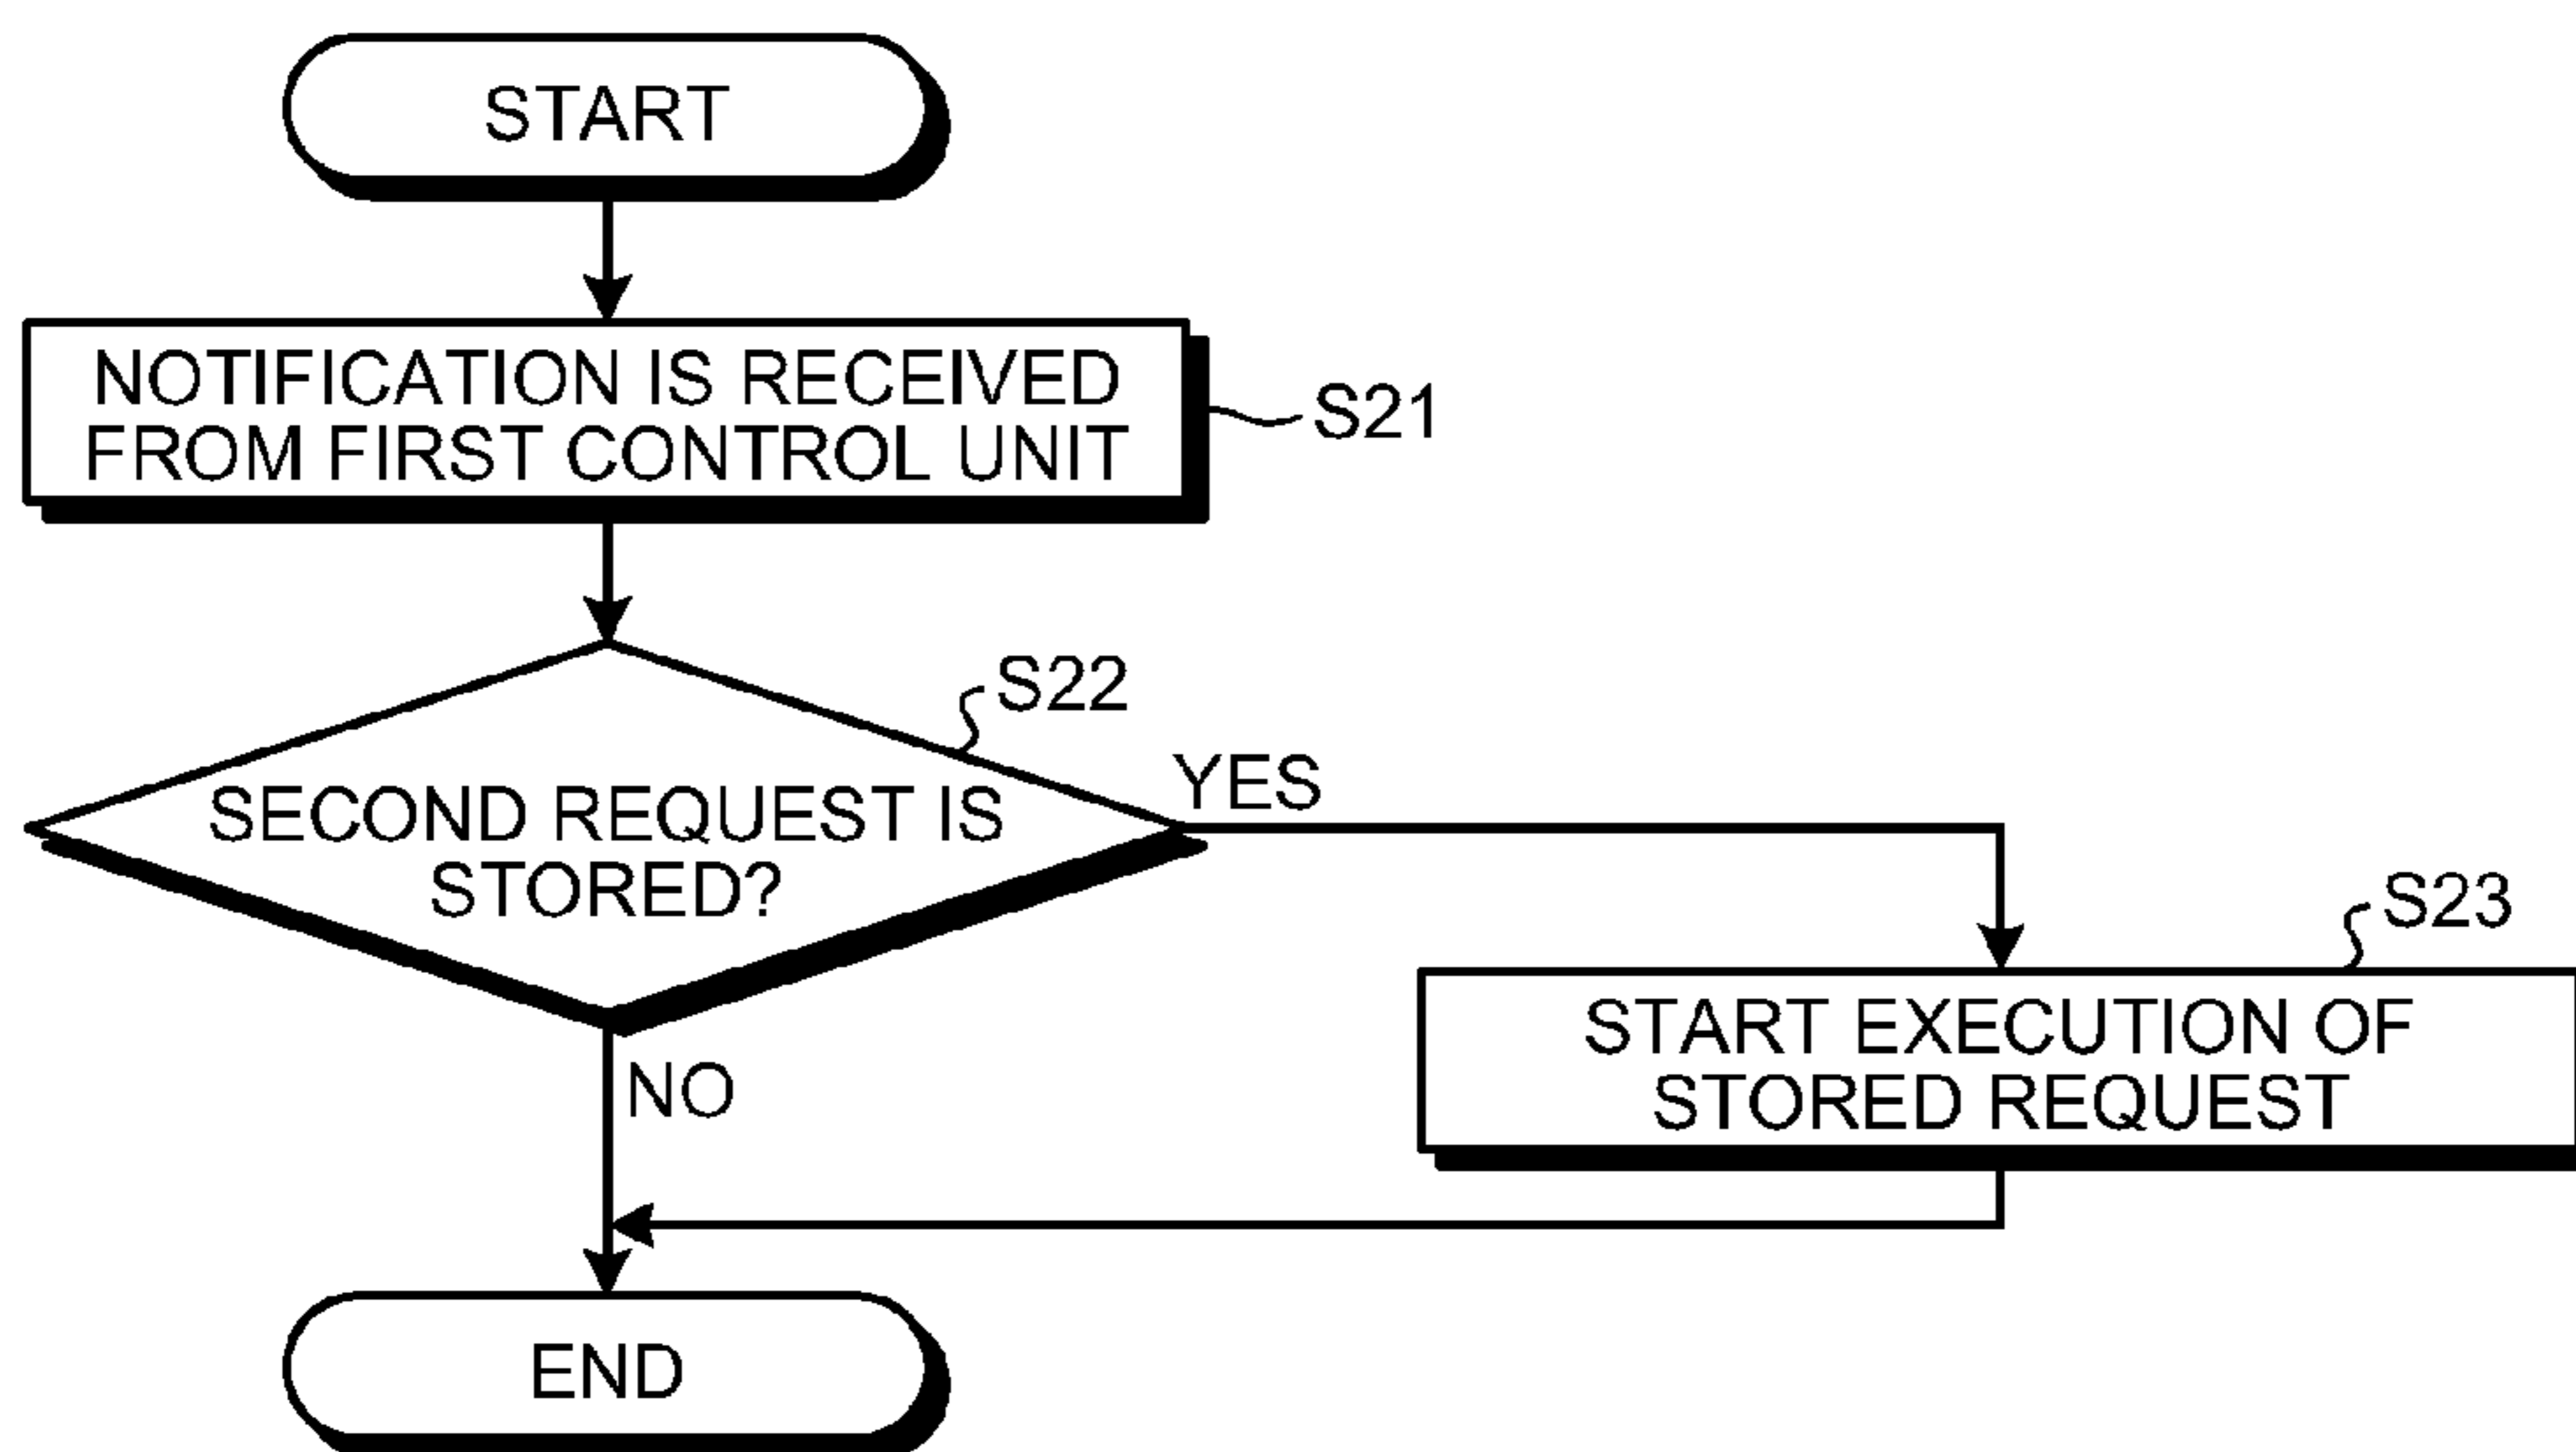 START
NOTIFICATION IS RECEIVED
FROM FIRST CONTROL UNIT
S21
S22
SECOND REQUEST IS
STORED?
YES
NO
S23
START EXECUTION OF
STORED REQUEST
END